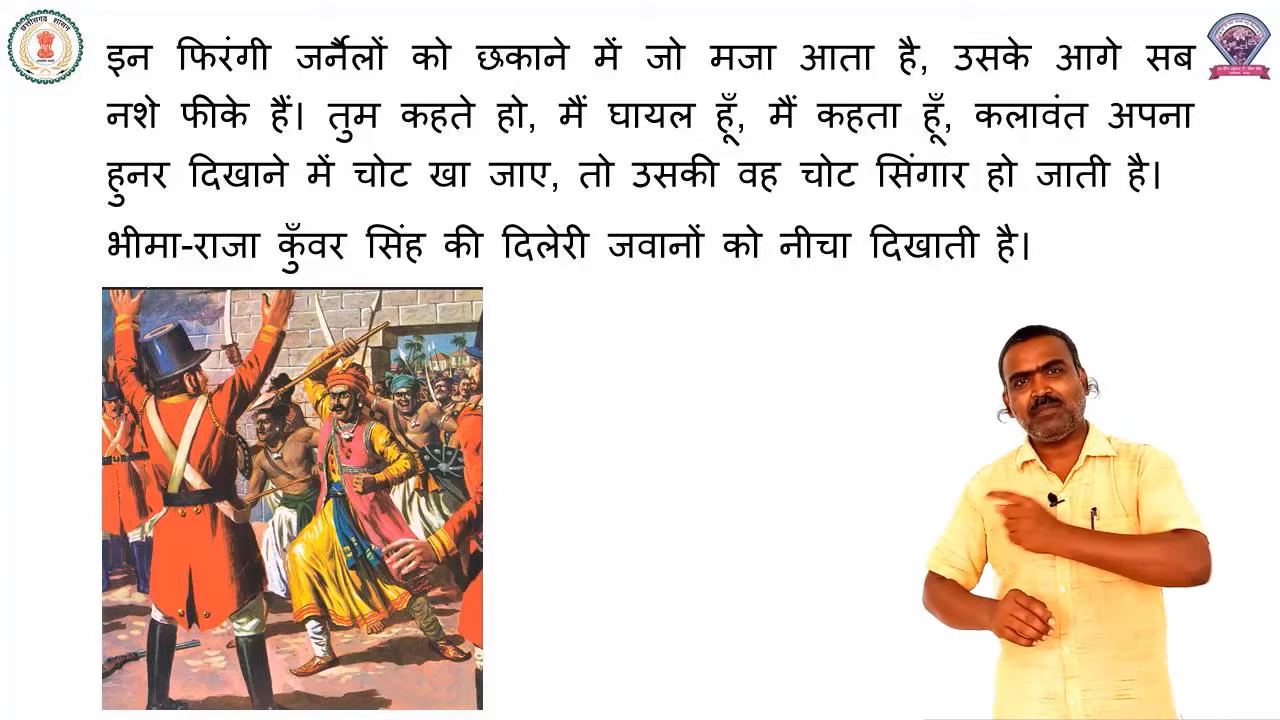 इन फिरंगी जर्नैलों को छकाने में जो मजा आता है, उसके आगे सब
नशे फीके हैं। तुम कहते हो, मैं घायल हूँ, मैं कहता हूँ, कलावंत अपना
हुनर दिखाने में चोट खा जाए, तो उसकी वह चोट सिंगार हो जाती है।
भीमा-राजा कुँवर सिंह की दिलेरी जवानों को नीचा दिखाती है।